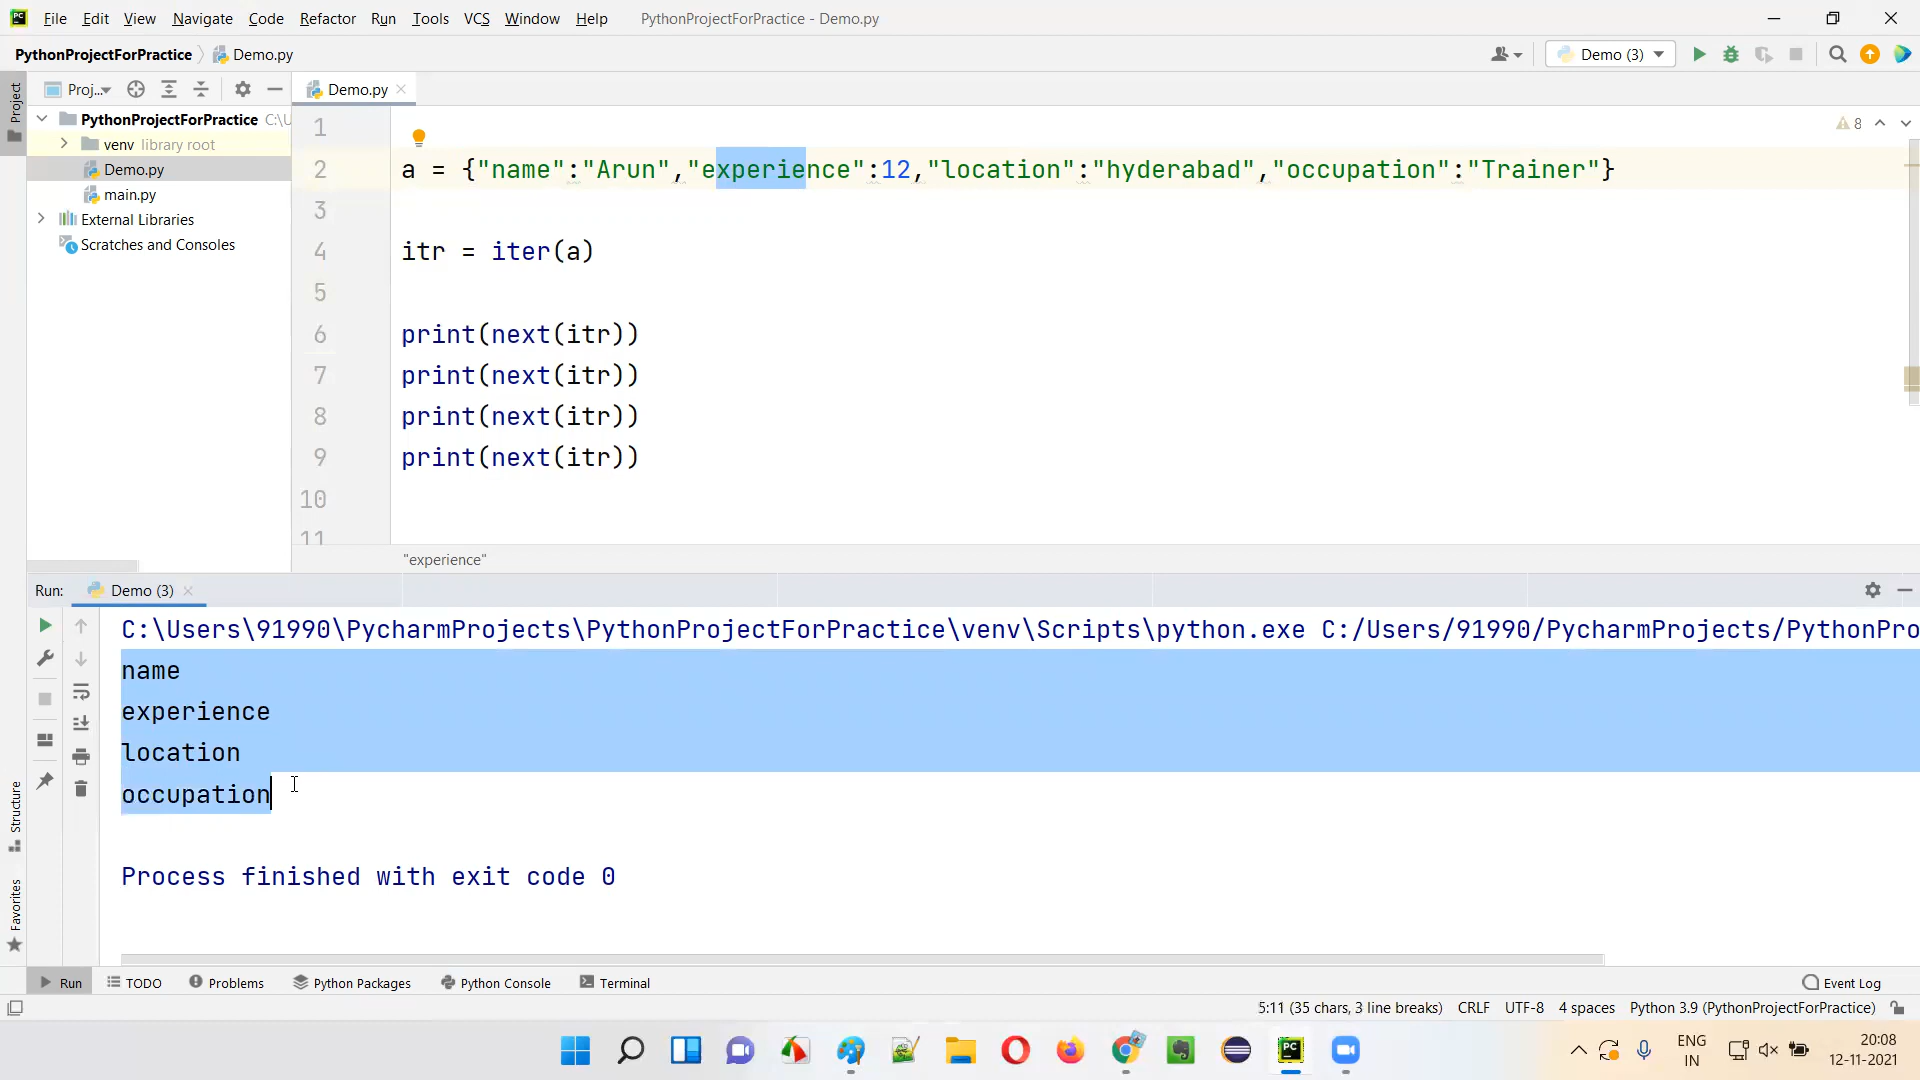 File Edit View Navigate Code Refactor Run Tools VCS Window Help PythonProjectForPractice - Demo.py
PythonProjectForPractice Demo.py Demo (3)
Project Proj... Demo.py
PythonProjectForPractice C:\U
venv library root
Demo.py
main.py
External Libraries
Scratches and Consoles
8
1
2 a = {"name":"Arun","experience":12,"location":"hyderabad","occupation":"Trainer"}
3
4 itr = iter(a)
5
6 print(next(itr))
7 print(next(itr))
8 print(next(itr))
9 print(next(itr))
10
11
"experience"
Run: Demo (3)
C:\Users\91990\PycharmProjects\PythonProjectForPractice\venv\Scripts\python.exe C:/Users/91990/PycharmProjects/PythonPro
name
experience
location
occupation
Process finished with exit code 0
Structure
Favorites
Run TODO Problems Python Packages Python Console Terminal Event Log
5:11 (35 chars, 3 line breaks) CRLF UTF-8 4 spaces Python 3.9 (PythonProjectForPractice)
PC
ENG
IN
20:08
12-11-2021